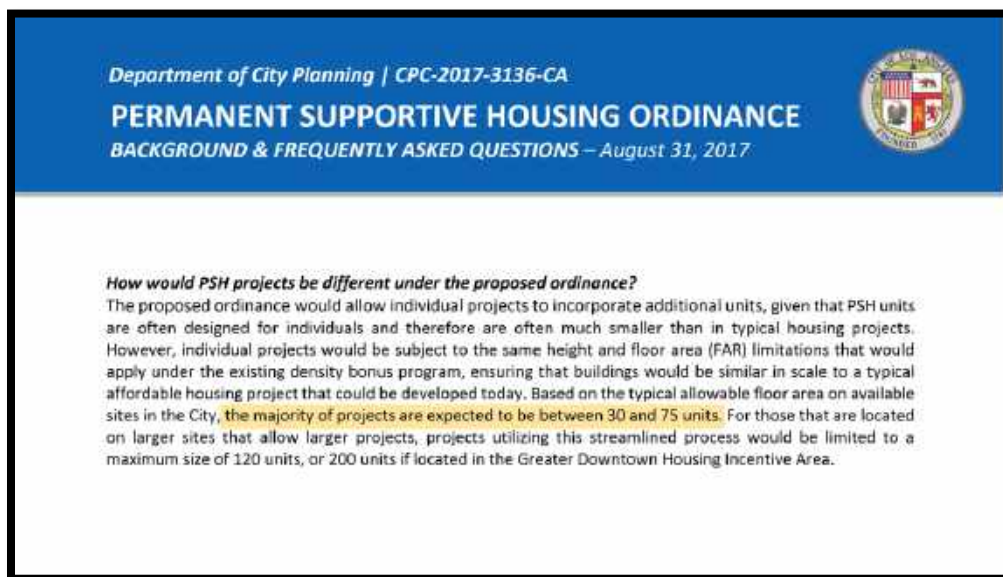 Department of City Planning | CPC-2017-3136-CA
PERMANENT SUPPORTIVE HOUSING ORDINANCE
BACKGROUND & FREQUENTLY ASKED QUESTIONS – August 31, 2017
CITY OF LOS ANGELES
FOUNDED 1781
How would PSH projects be different under the proposed ordinance?
The proposed ordinance would allow individual projects to incorporate additional units, given that PSH units
are often designed for individuals and therefore are often much smaller than in typical housing projects.
However, individual projects would be subject to the same height and floor area (FAR) limitations that would
apply under the existing density bonus program, ensuring that buildings would be similar in scale to a typical
affordable housing project that could be developed today. Based on the typical allowable floor area on available
sites in the City, the majority of projects are expected to be between 30 and 75 units. For those that are located
on larger sites that allow larger projects, projects utilizing this streamlined process would be limited to a
maximum size of 120 units, or 200 units if located in the Greater Downtown Housing Incentive Area.